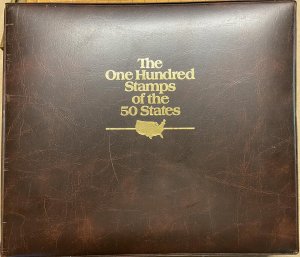 The
One Hundred
Stamps
of the
50 States